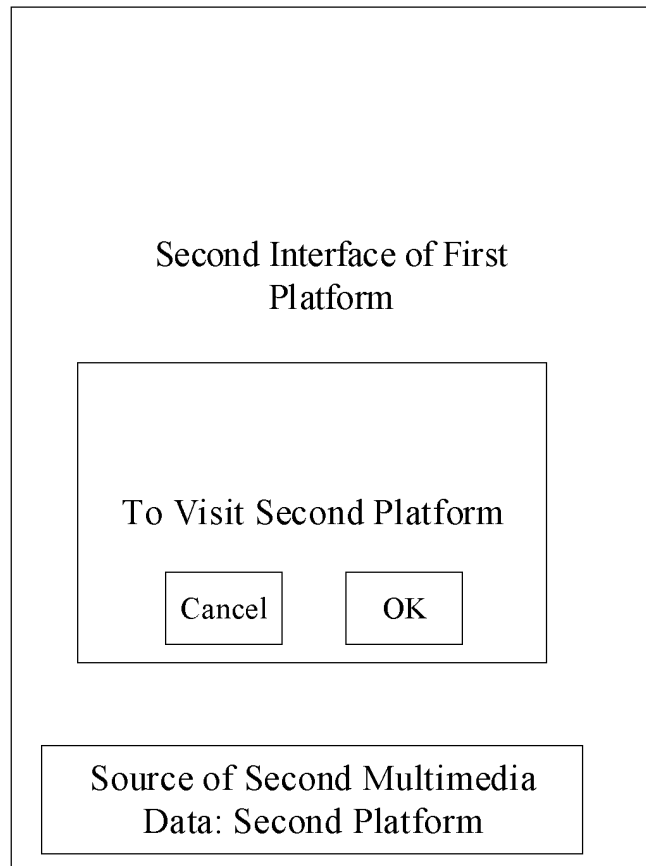 Second Interface of First
Platform
To Visit Second Platform
Cancel
OK
Source of Second Multimedia
Data: Second Platform